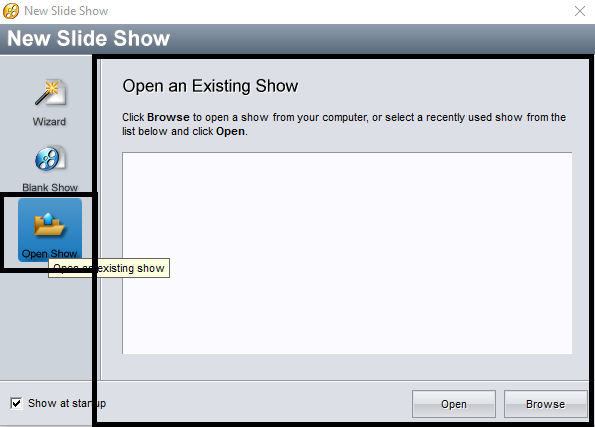 New Slide Show
New Slide Show
Wizard
Blank Show
Open Show
Open an existing show
Open an Existing Show
Click Browse to open a show from your computer, or select a recently used show from the
list below and click Open.
Show at startup
Open
Browse